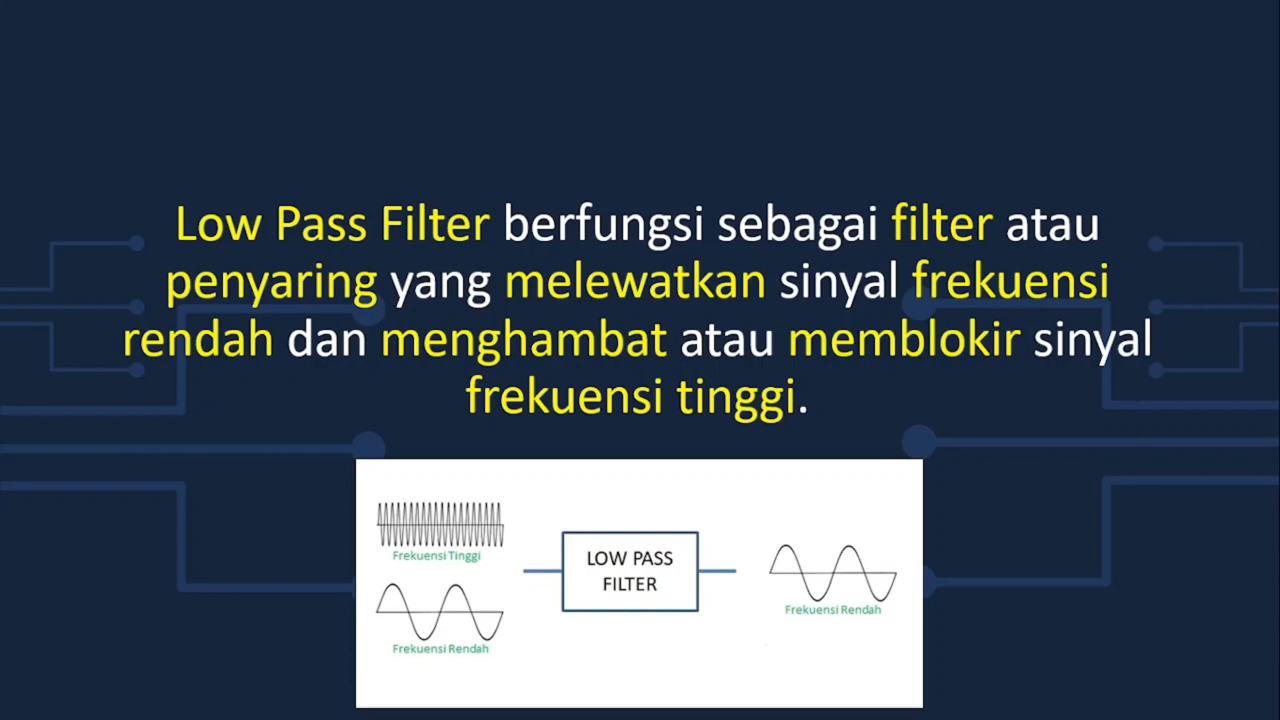 Low Pass Filter berfungsi sebagai filter atau
penyaring yang melewatkan sinyal frekuensi
rendah dan menghambat atau memblokir sinyal
frekuensi tinggi.
Frekuensi Tinggi
Frekuensi Rendah
LOW PASS
FILTER
Frekuensi Rendah